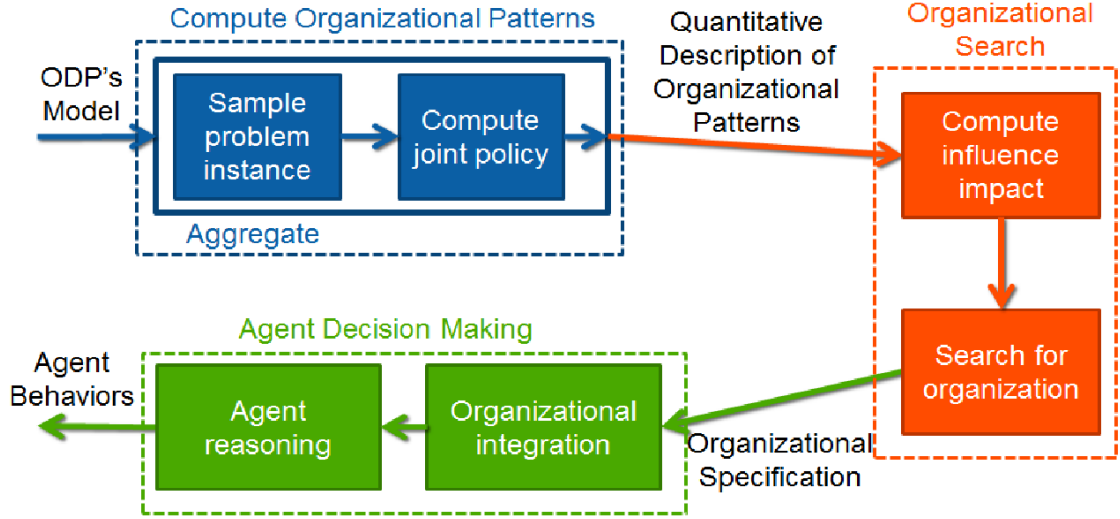 Compute Organizational Patterns
ODP's
Model
Sample
problem
instance
Compute
joint policy
Aggregate
Quantitative
Description of
Organizational
Patterns
Organizational
Search
Compute
influence
impact
Search for
organization
Organizational
Specification
Agent Decision Making
Organizational
integration
Agent
reasoning
Agent
Behaviors